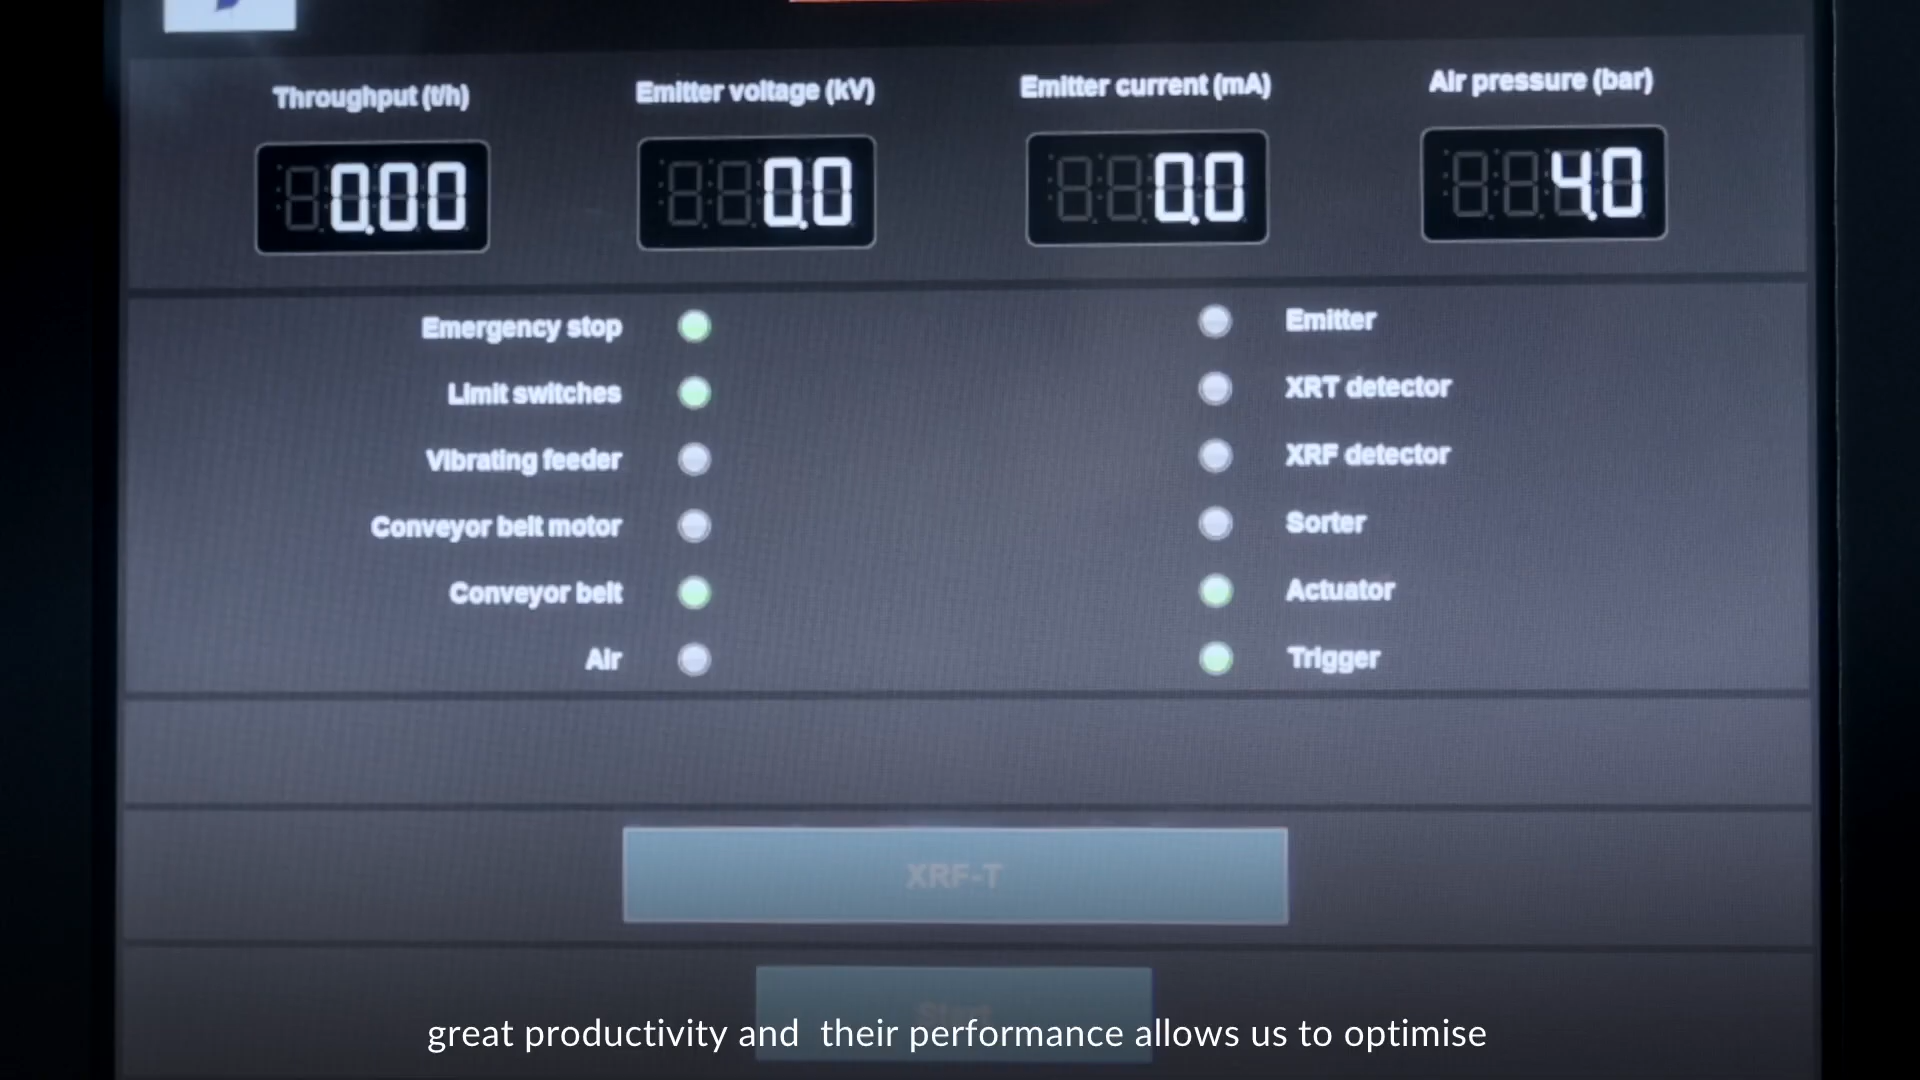 Throughput (t/h) Emitter voltage (kV) Emitter current (mA) Air pressure (bar)
0.00 0.0 0.0 4.0
Emergency stop Emitter
Limit switches XRT detector
Vibrating feeder XRF detector
Conveyor belt motor Sorter
Conveyor belt Actuator
Air Trigger
XRF-T
Start
great productivity and their performance allows us to optimise